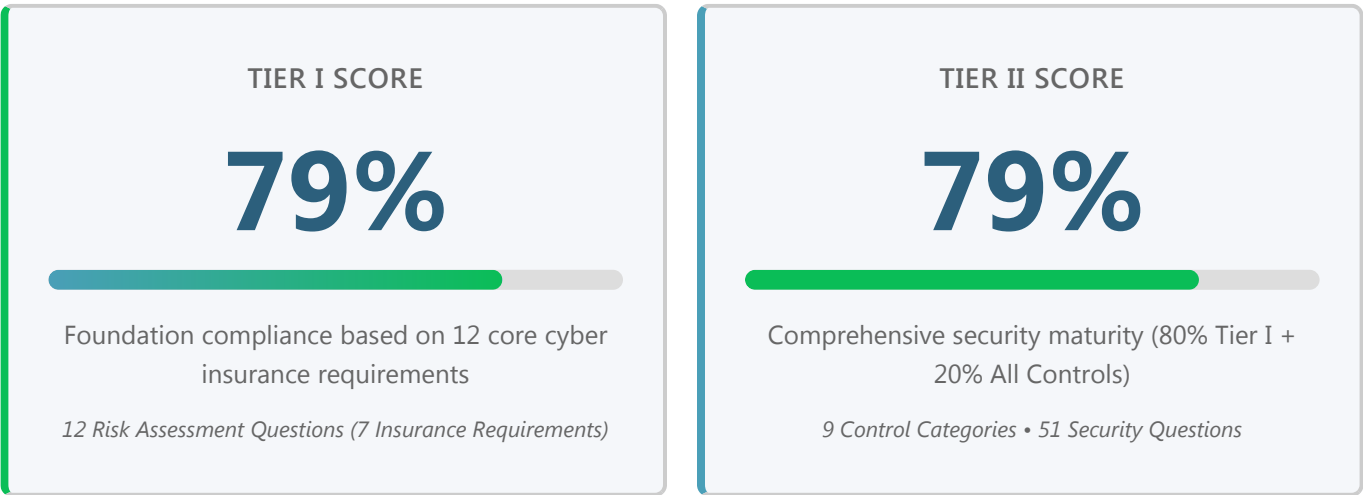 TIER I SCORE
79%
Foundation compliance based on 12 core cyber
insurance requirements
12 Risk Assessment Questions (7 Insurance Requirements)
TIER II SCORE
79%
Comprehensive security maturity (80% Tier I +
20% All Controls)
9 Control Categories • 51 Security Questions